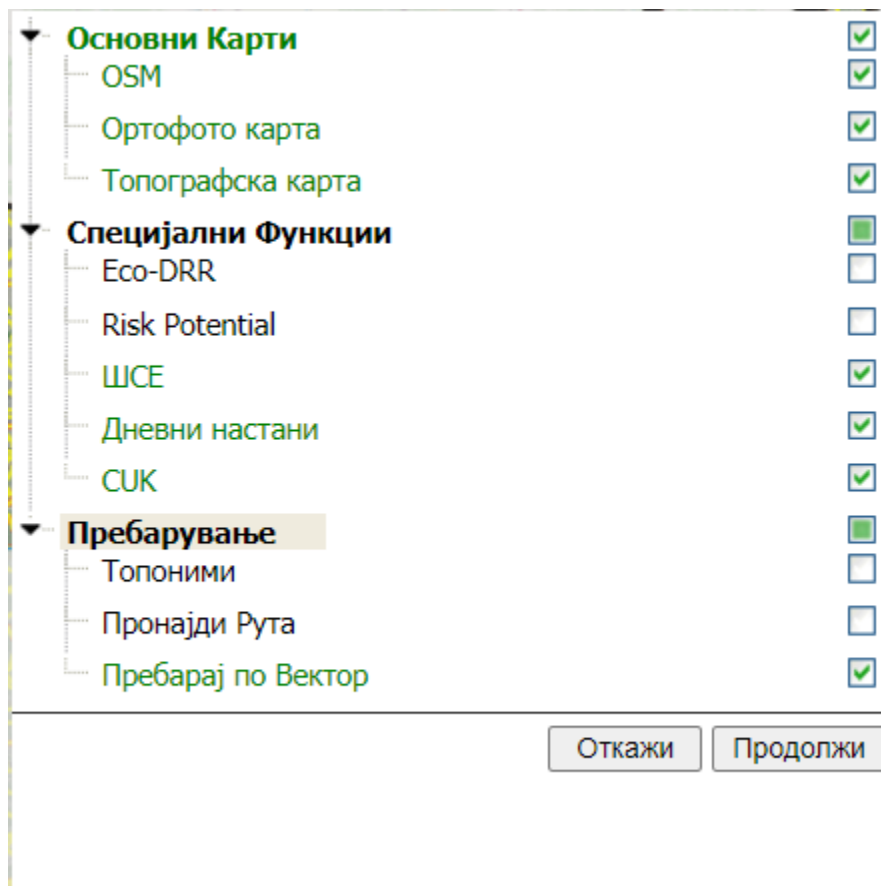 Основни Карти
OSM
Ортофото карта
Топографска карта
Специјални Функции
Eco-DRR
Risk Potential
ШСЕ
Дневни настани
CUK
Пребарување
Топоними
Пронајди Рута
Пребарај по Вектор
Откажи Продолжи